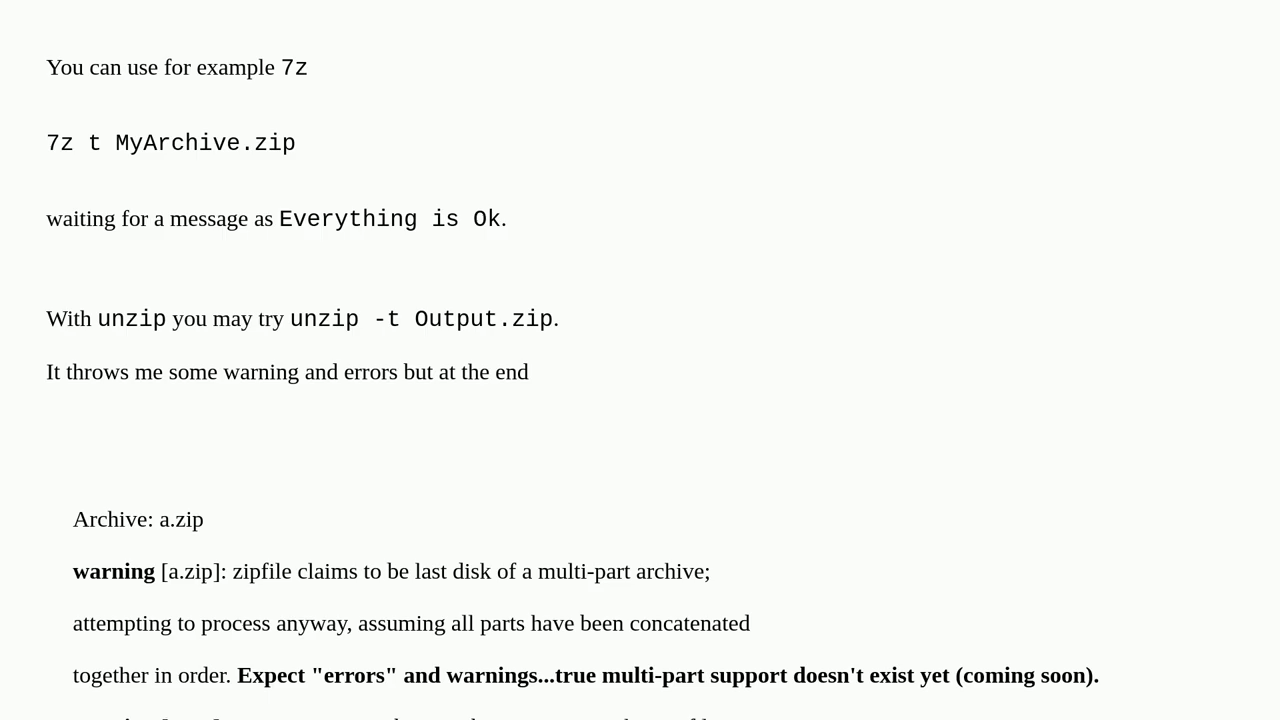 You can use for example 7z
7z t MyArchive.zip
waiting for a message as Everything is Ok.
With unzip you may try unzip -t Output.zip.
It throws me some warning and errors but at the end
Archive: a.zip
warning [a.zip]: zipfile claims to be last disk of a multi-part archive;
attempting to process anyway, assuming all parts have been concatenated
together in order. Expect "errors" and warnings...true multi-part support doesn't exist yet (coming soon).